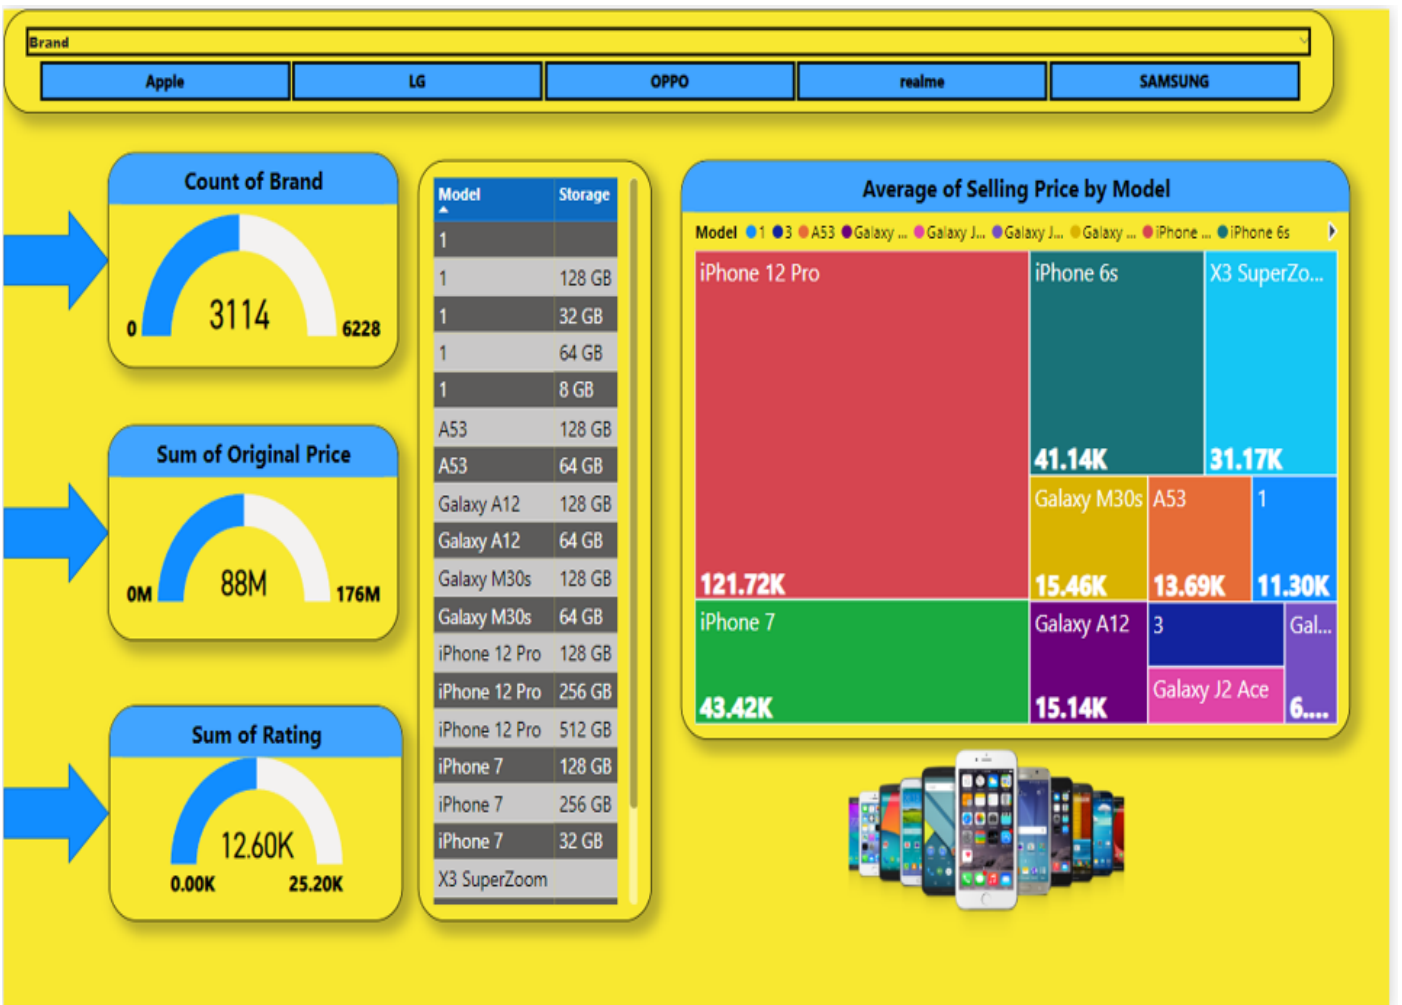 Brand
Apple LG OPPO realme SAMSUNG
Count of Brand
3114
0 6228
Sum of Original Price
88M
0M 176M
Sum of Rating
12.60K
0.00K 25.20K
Model Storage
1
1 128 GB
1 32 GB
1 64 GB
1 8 GB
A53 128 GB
A53 64 GB
Galaxy A12 128 GB
Galaxy A12 64 GB
Galaxy M30s 128 GB
Galaxy M30s 64 GB
iPhone 12 Pro 128 GB
iPhone 12 Pro 256 GB
iPhone 12 Pro 512 GB
iPhone 7 128 GB
iPhone 7 256 GB
iPhone 7 32 GB
X3 SuperZoom
Average of Selling Price by Model
Model 1 3 A53 Galaxy ... Galaxy J... Galaxy J... Galaxy ... iPhone ... iPhone 6s
iPhone 12 Pro
121.72K
iPhone 7
43.42K
iPhone 6s
41.14K
X3 SuperZo...
31.17K
Galaxy M30s
15.46K
A53
13.69K
1
11.30K
Galaxy A12
15.14K
3
Galaxy J2 Ace
Gal...
6....